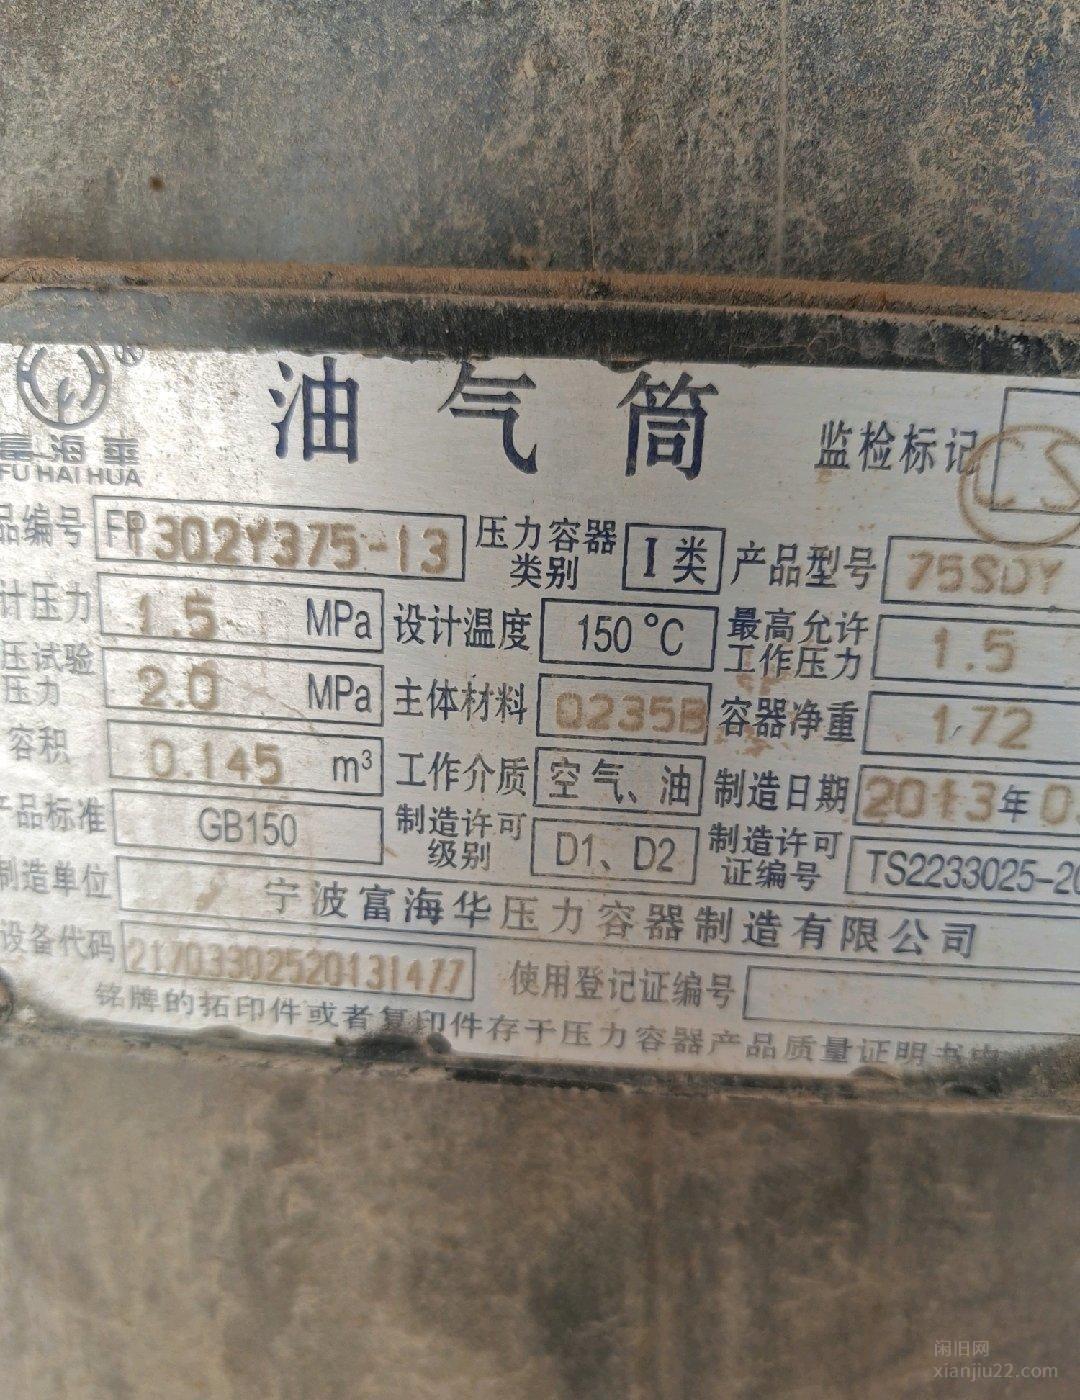 富海華
FU HAI HUA
油气筒
监检标记
CS
品编号 FP302Y375-13 压力容器类别 I类 产品型号 75SDY
计压力 1.5 MPa 设计温度 150℃ 最高允许工作压力 1.5
压试验压力 2.0 MPa 主体材料 0235B 容器净重 172
容积 0.145 m³ 工作介质 空气、油 制造日期 2013年0
产品标准 GB150 制造许可级别 D1、D2 制造许可证编号 TS2233025-20
制造单位 宁波富海华压力容器制造有限公司
设备代码 21703302520131477 使用登记证编号
铭牌的拓印件或者复印件存于压力容器产品质量证明书中
闲旧网
xianjiu22.com